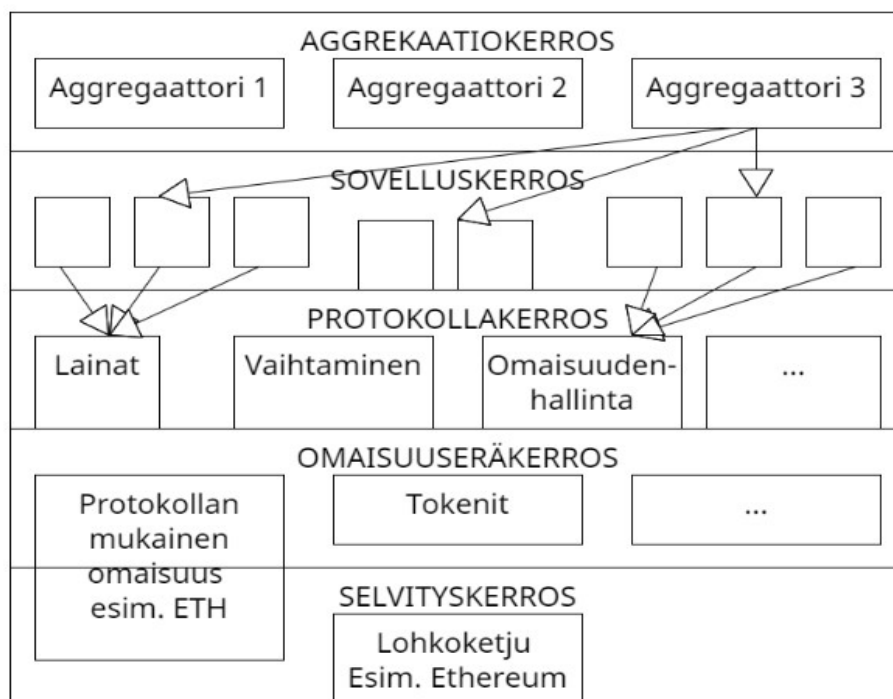 AGGREKAATIOKERROS
Aggregaattori 1
Aggregaattori 2
Aggregaattori 3
SOVELLUSKERROS
PROTOKOLLAKERROS
Lainat
Vaihtaminen
Omaisuuden-
hallinta
...
OMAISUUSERÄKERROS
Protokollan
mukainen
omaisuus
esim. ETH
Tokenit
...
SELVITYSKERROS
Lohkoketju
Esim. Ethereum